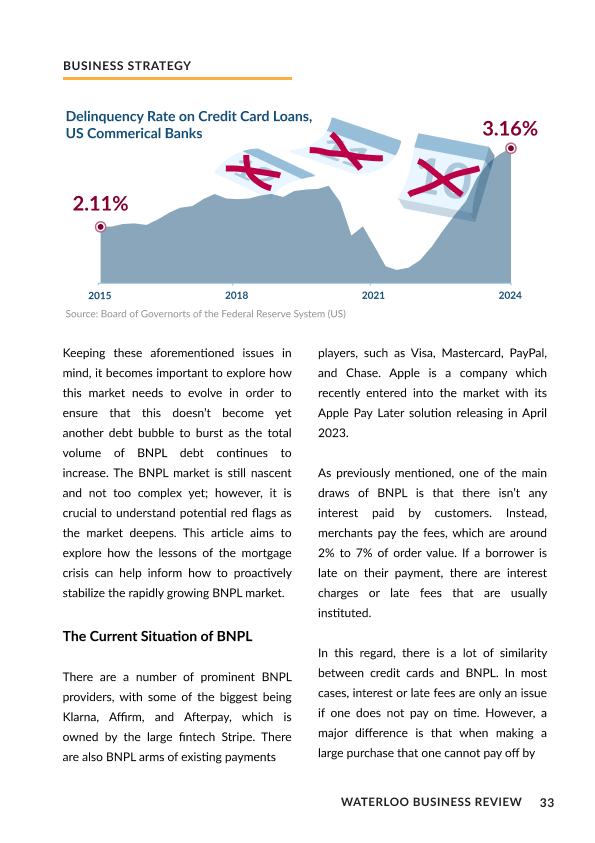 BUSINESS STRATEGY
Delinquency Rate on Credit Card Loans,
US Commerical Banks
3.16%
2.11%
10
2015
2018
2021
2024
Source: Board of Governorts of the Federal Reserve System (US)
Keeping these aforementioned issues in
mind, it becomes important to explore how
this market needs to evolve in order to
ensure that this doesn’t become yet
another debt bubble to burst as the total
volume of BNPL debt continues to
increase. The BNPL market is still nascent
and not too complex yet; however, it is
crucial to understand potential red flags as
the market deepens. This article aims to
explore how the lessons of the mortgage
crisis can help inform how to proactively
stabilize the rapidly growing BNPL market.
The Current Situation of BNPL
There are a number of prominent BNPL
providers, with some of the biggest being
Klarna, Affirm, and Afterpay, which is
owned by the large fintech Stripe. There
are also BNPL arms of existing payments
players, such as Visa, Mastercard, PayPal,
and Chase. Apple is a company which
recently entered into the market with its
Apple Pay Later solution releasing in April
2023.
As previously mentioned, one of the main
draws of BNPL is that there isn’t any
interest paid by customers. Instead,
merchants pay the fees, which are around
2% to 7% of order value. If a borrower is
late on their payment, there are interest
charges or late fees that are usually
instituted.
In this regard, there is a lot of similarity
between credit cards and BNPL. In most
cases, interest or late fees are only an issue
if one does not pay on time. However, a
major difference is that when making a
large purchase that one cannot pay off by
WATERLOO BUSINESS REVIEW 33